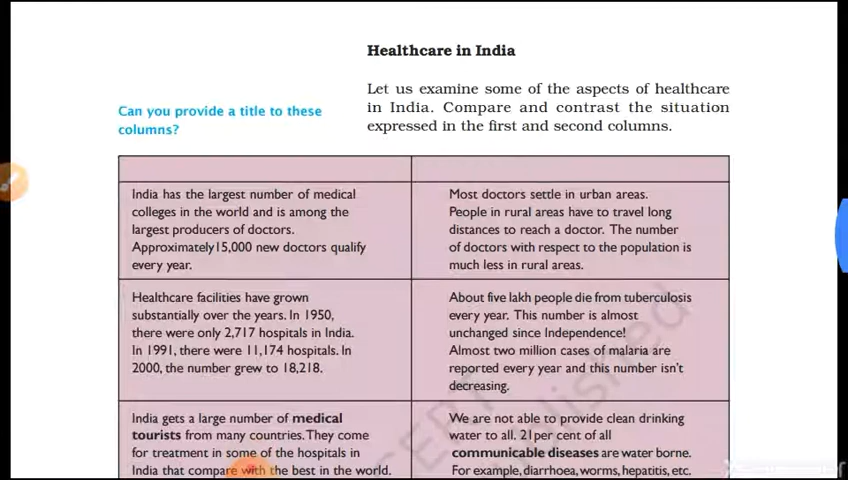 Healthcare in India
Let us examine some of the aspects of healthcare
in India. Compare and contrast the situation
expressed in the first and second columns.
Can you provide a title to these
columns?
India has the largest number of medical
colleges in the world and is among the
largest producers of doctors.
Approximately15,000 new doctors qualify
every year.
Most doctors settle in urban areas.
People in rural areas have to travel long
distances to reach a doctor. The number
of doctors with respect to the population is
much less in rural areas.
Healthcare facilities have grown
substantially over the years. In 1950,
there were only 2,717 hospitals in India.
In 1991, there were 11,174 hospitals. In
2000, the number grew to 18,218.
About five lakh people die from tuberculosis
every year. This number is almost
unchanged since Independence!
Almost two million cases of malaria are
reported every year and this number isn't
decreasing.
India gets a large number of medical
tourists from many countries. They come
for treatment in some of the hospitals in
India that compare with the best in the world.
We are not able to provide clean drinking
water to all. 21per cent of all
communicable diseases are water borne.
For example, diarrhoea, worms, hepatitis, etc.